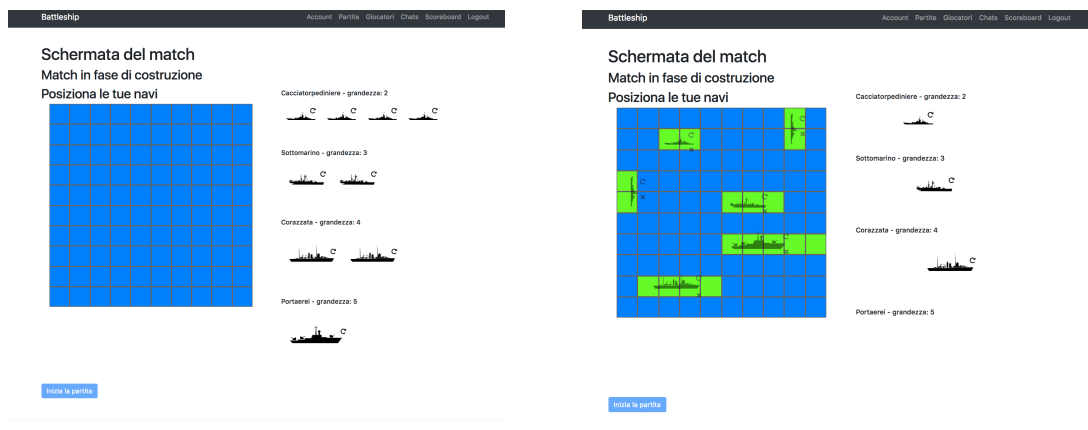 Battleship
Account Partite Giocatori Chats Scoreboard Logout
Schermata del match
Match in fase di costruzione
Posiziona le tue navi
Cacciatorpediniere - grandezza: 2
Sottomarino - grandezza: 3
Corazzata - grandezza: 4
Portaerei - grandezza: 5
Inizia la partita
Battleship
Account Partite Giocatori Chats Scoreboard Logout
Schermata del match
Match in fase di costruzione
Posiziona le tue navi
Cacciatorpediniere - grandezza: 2
Sottomarino - grandezza: 3
Corazzata - grandezza: 4
Portaerei - grandezza: 5
Inizia la partita